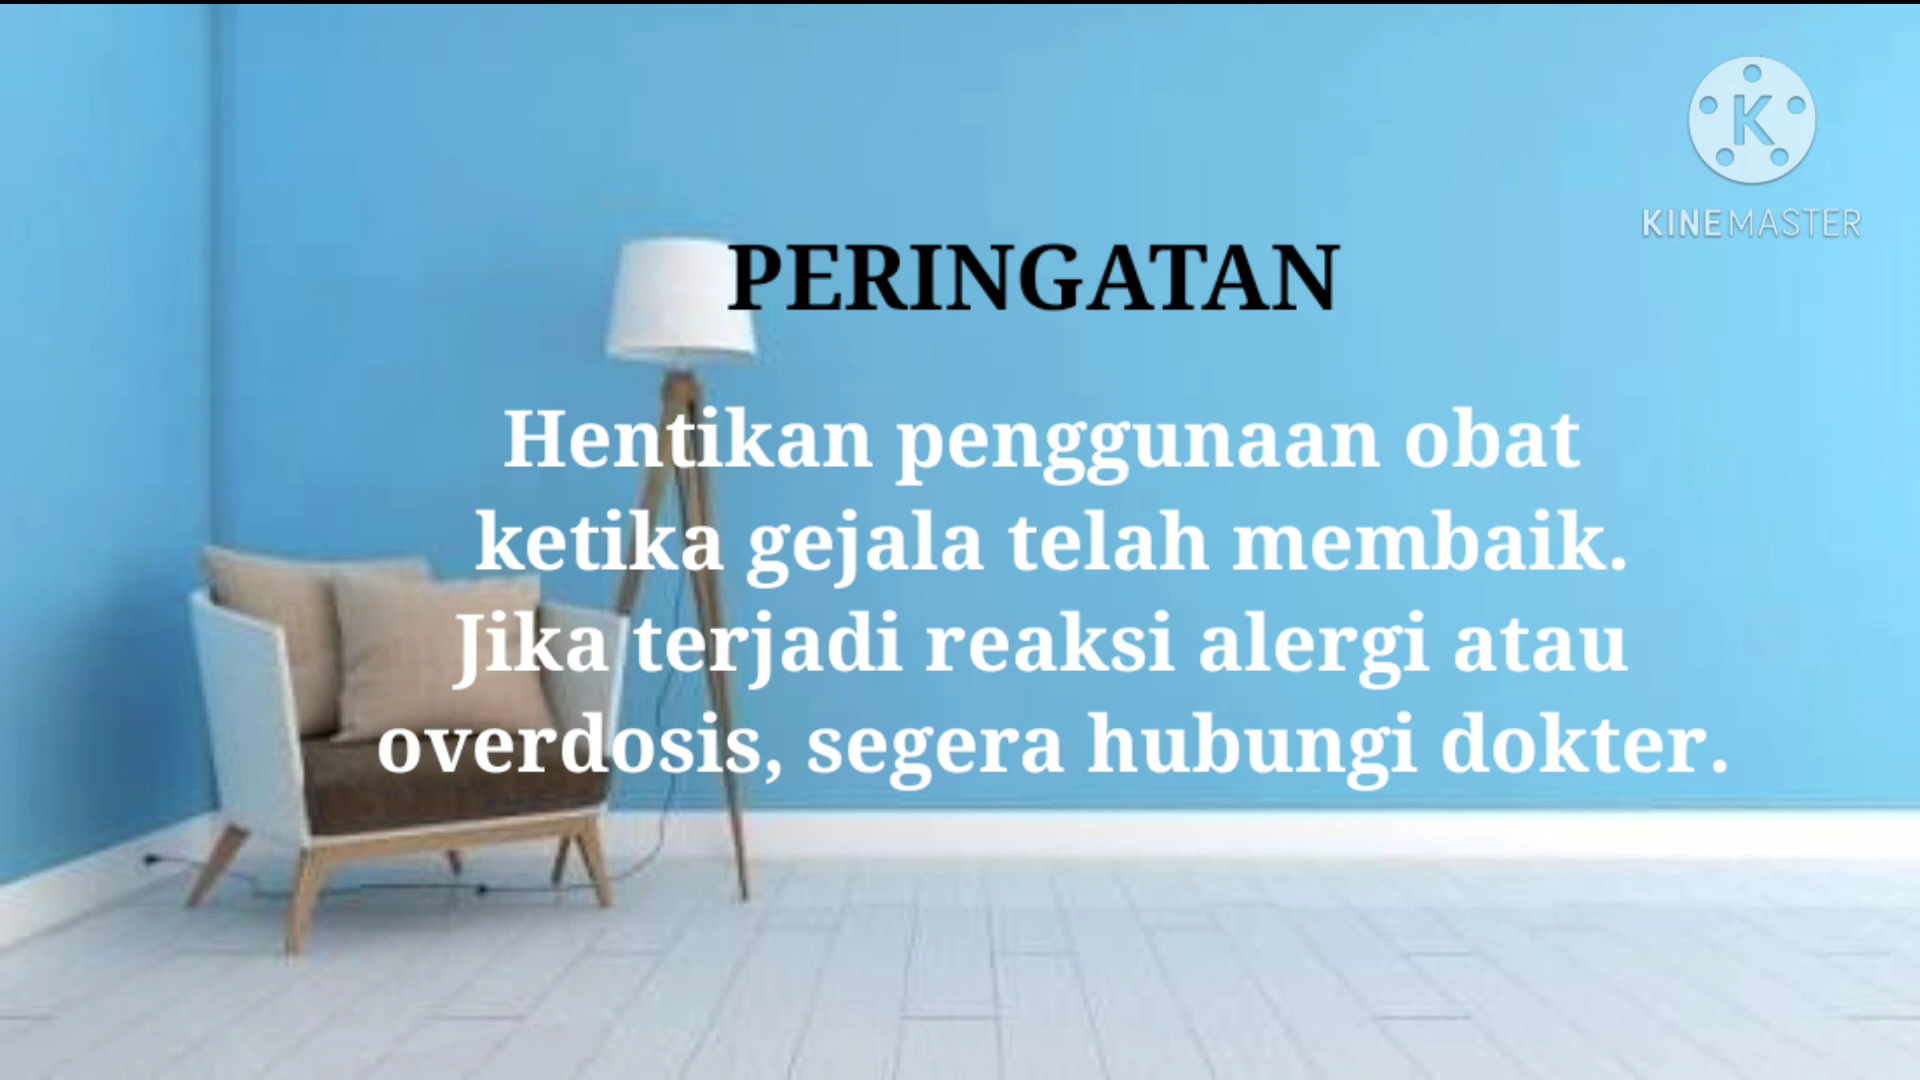 KINEMASTER
PERINGATAN
Hentikan penggunaan obat
ketika gejala telah membaik.
Jika terjadi reaksi alergi atau
overdosis, segera hubungi dokter.